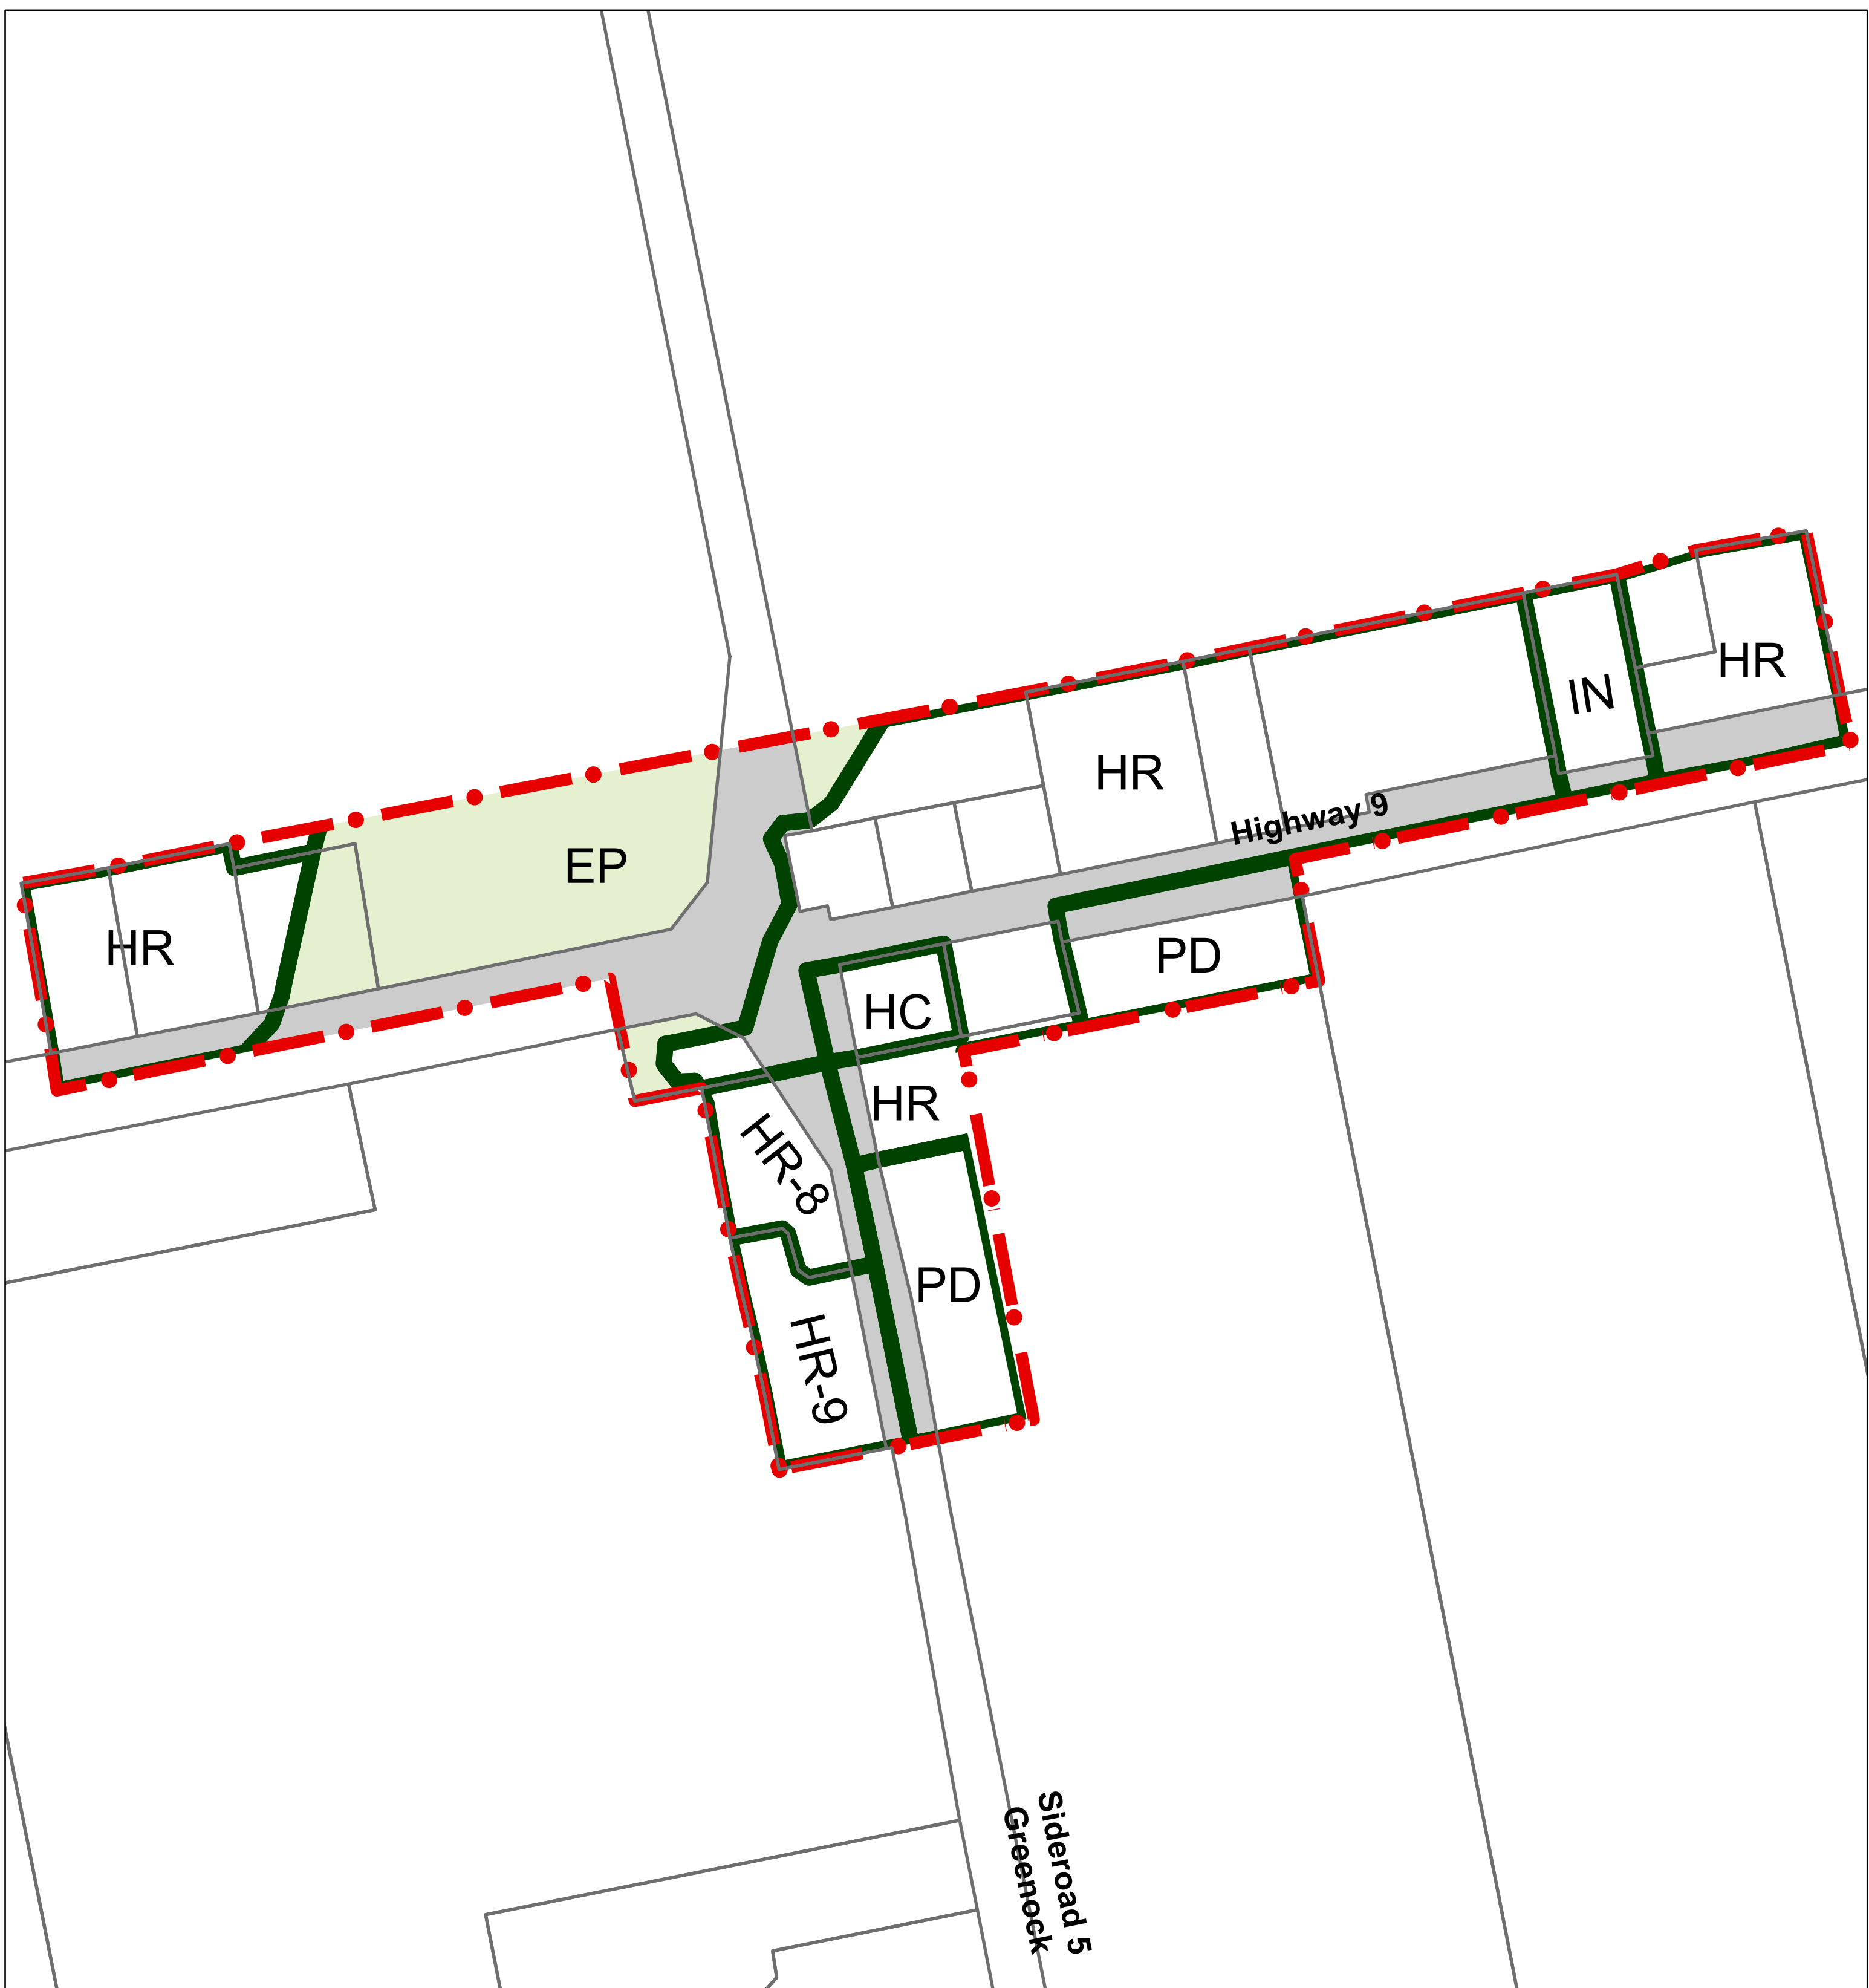 HR
IN
HR
Highway 9
EP
HR
PD
HC
HR
HR-8
PD
HR-9
Sideroad 5
Greenock